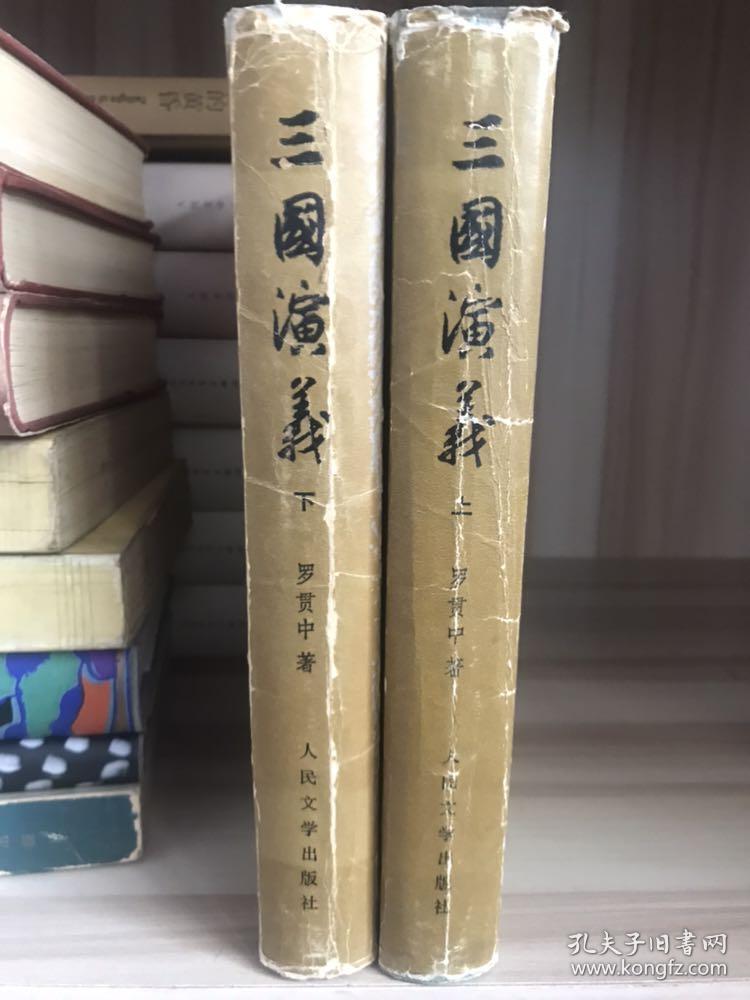 三國演義
下
罗贯中著
人民文学出版社
三國演義
上
罗贯中著
人民文学出版社
孔夫子旧書网
www.kongfz.com